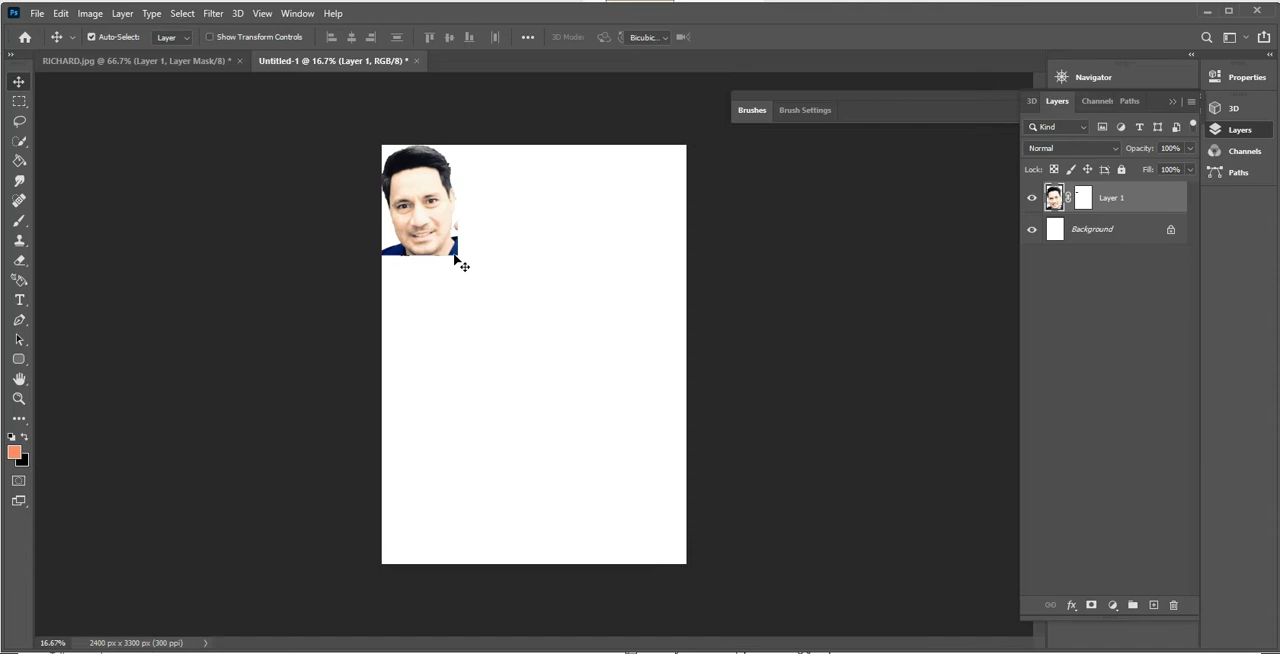 Ps File Edit Image Layer Type Select Filter 3D View Window Help
Auto-Select: Layer Show Transform Controls 3D Mode: Bicubic...
RICHARD.jpg @ 66.7% (Layer 1, Layer Mask/8) * × Untitled-1 @ 16.7% (Layer 1, RGB/8) * ×
Navigator
Properties
Brushes Brush Settings
3D Layers Channels Paths
3D
Kind
Layers
Normal Opacity: 100%
Channels
Lock: Fill: 100%
Paths
Layer 1
Background
16.67% 2400 px x 3300 px (300 ppi)